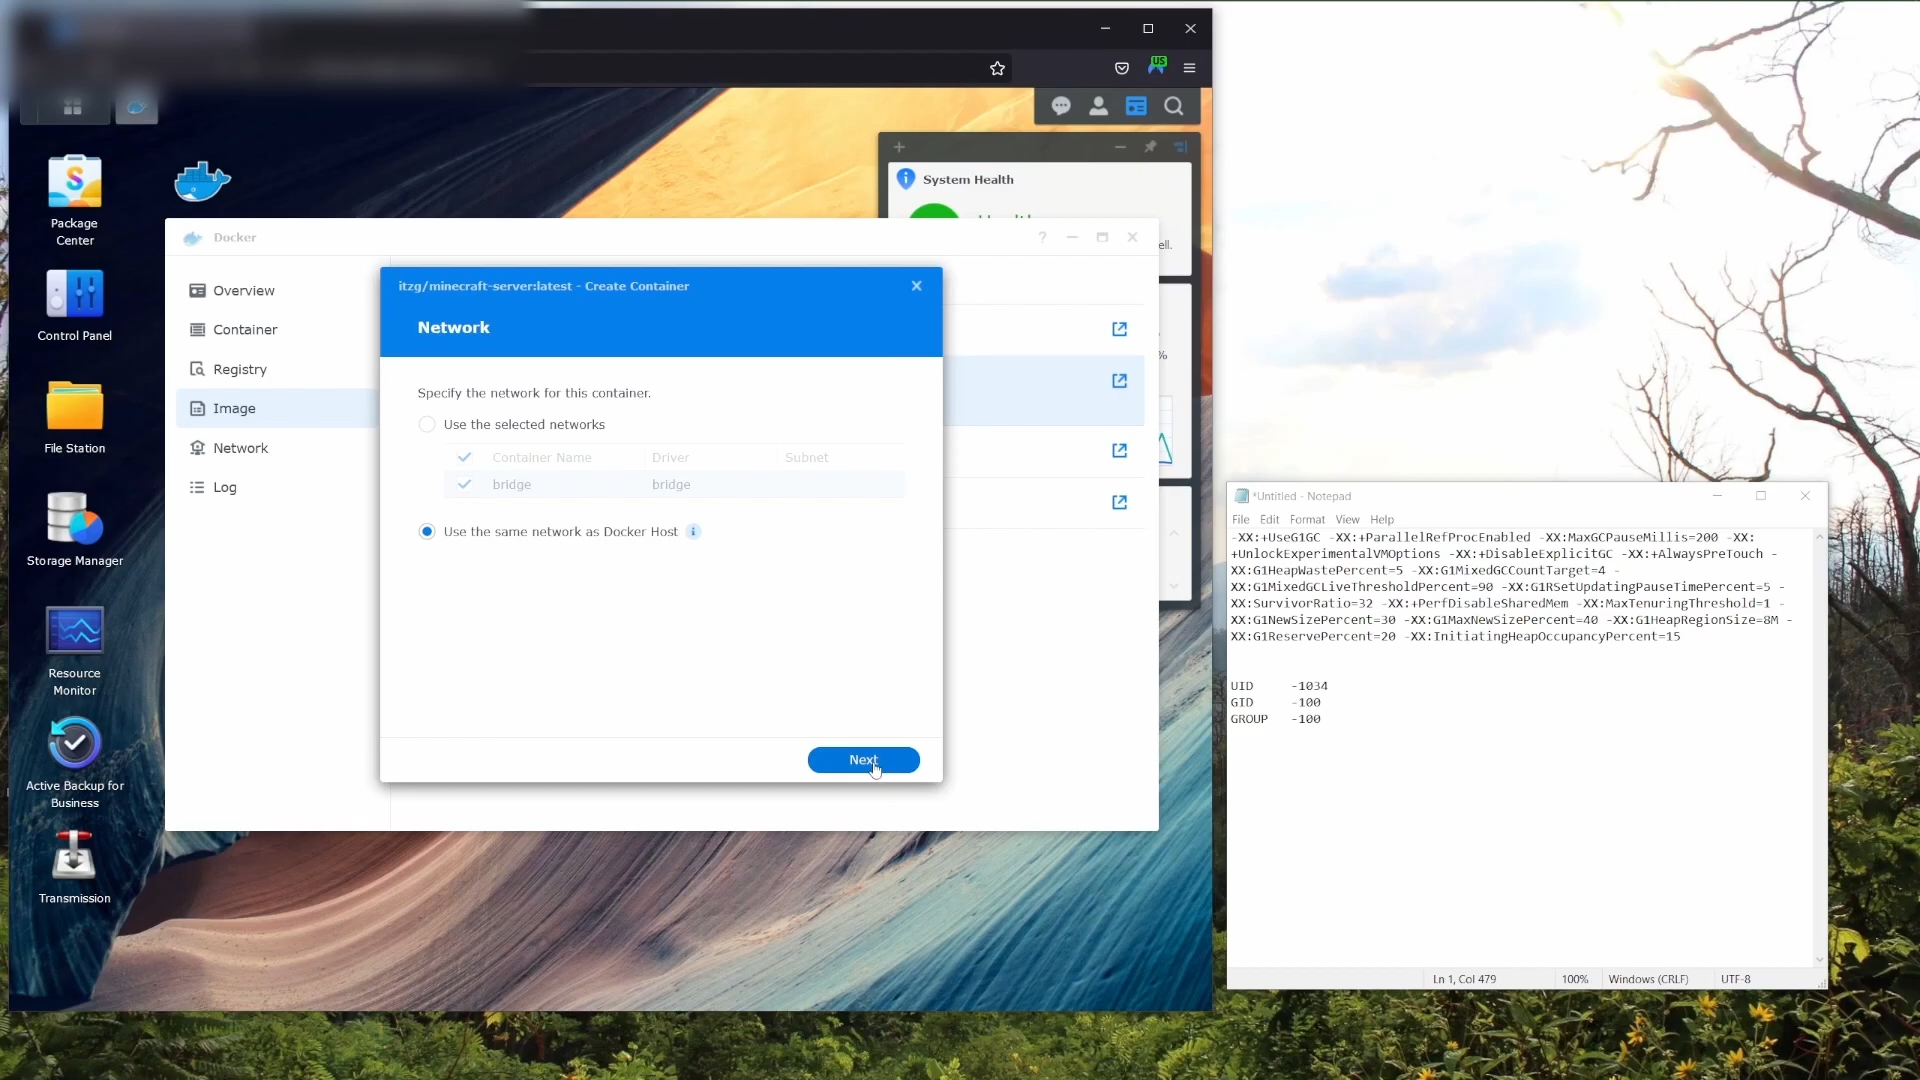 US
Package
Center
Control Panel
File Station
Storage Manager
Resource
Monitor
Active Backup for
Business
Transmission
System Health
ell.
%
Docker
?
Overview
Container
Registry
Image
Network
Log
itzg/minecraft-server:latest - Create Container
Network
Specify the network for this container.
Use the selected networks
Container Name Driver Subnet
bridge bridge
Use the same network as Docker Host i
Next
*Untitled - Notepad
File Edit Format View Help
-XX:+UseG1GC -XX:+ParallelRefProcEnabled -XX:MaxGCPauseMillis=200 -XX:
+UnlockExperimentalVMOptions -XX:+DisableExplicitGC -XX:+AlwaysPreTouch -
XX:G1HeapWastePercent=5 -XX:G1MixedGCCountTarget=4 -
XX:G1MixedGCLiveThresholdPercent=90 -XX:G1RSetUpdatingPauseTimePercent=5 -
XX:SurvivorRatio=32 -XX:+PerfDisableSharedMem -XX:MaxTenuringThreshold=1 -
XX:G1NewSizePercent=30 -XX:G1MaxNewSizePercent=40 -XX:G1HeapRegionSize=8M -
XX:G1ReservePercent=20 -XX:InitiatingHeapOccupancyPercent=15
UID -1034
GID -100
GROUP -100
Ln 1, Col 479 100% Windows (CRLF) UTF-8